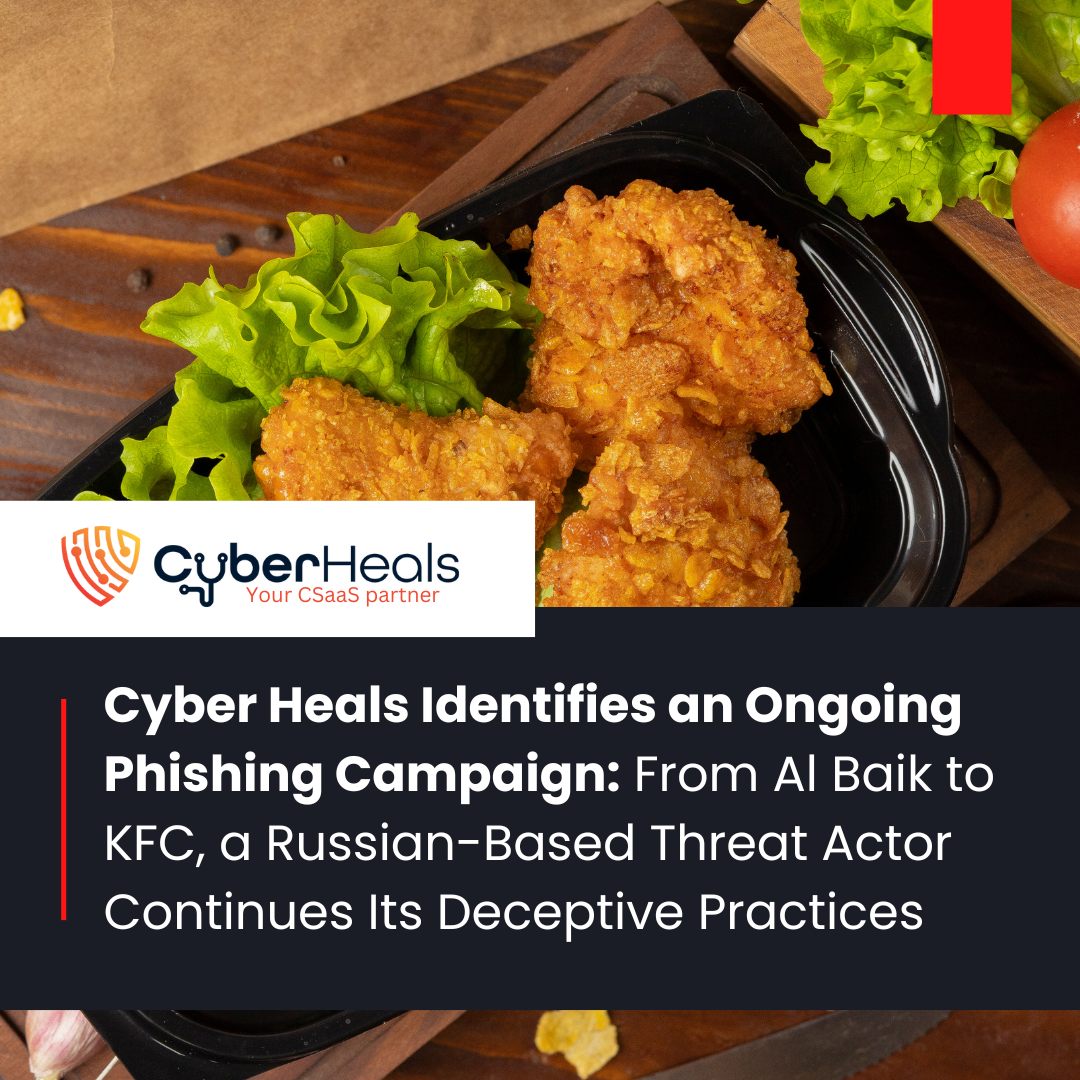 CyberHeals
Your CSaaS partner
Cyber Heals Identifies an Ongoing
Phishing Campaign: From Al Baik to
KFC, a Russian-Based Threat Actor
Continues Its Deceptive Practices